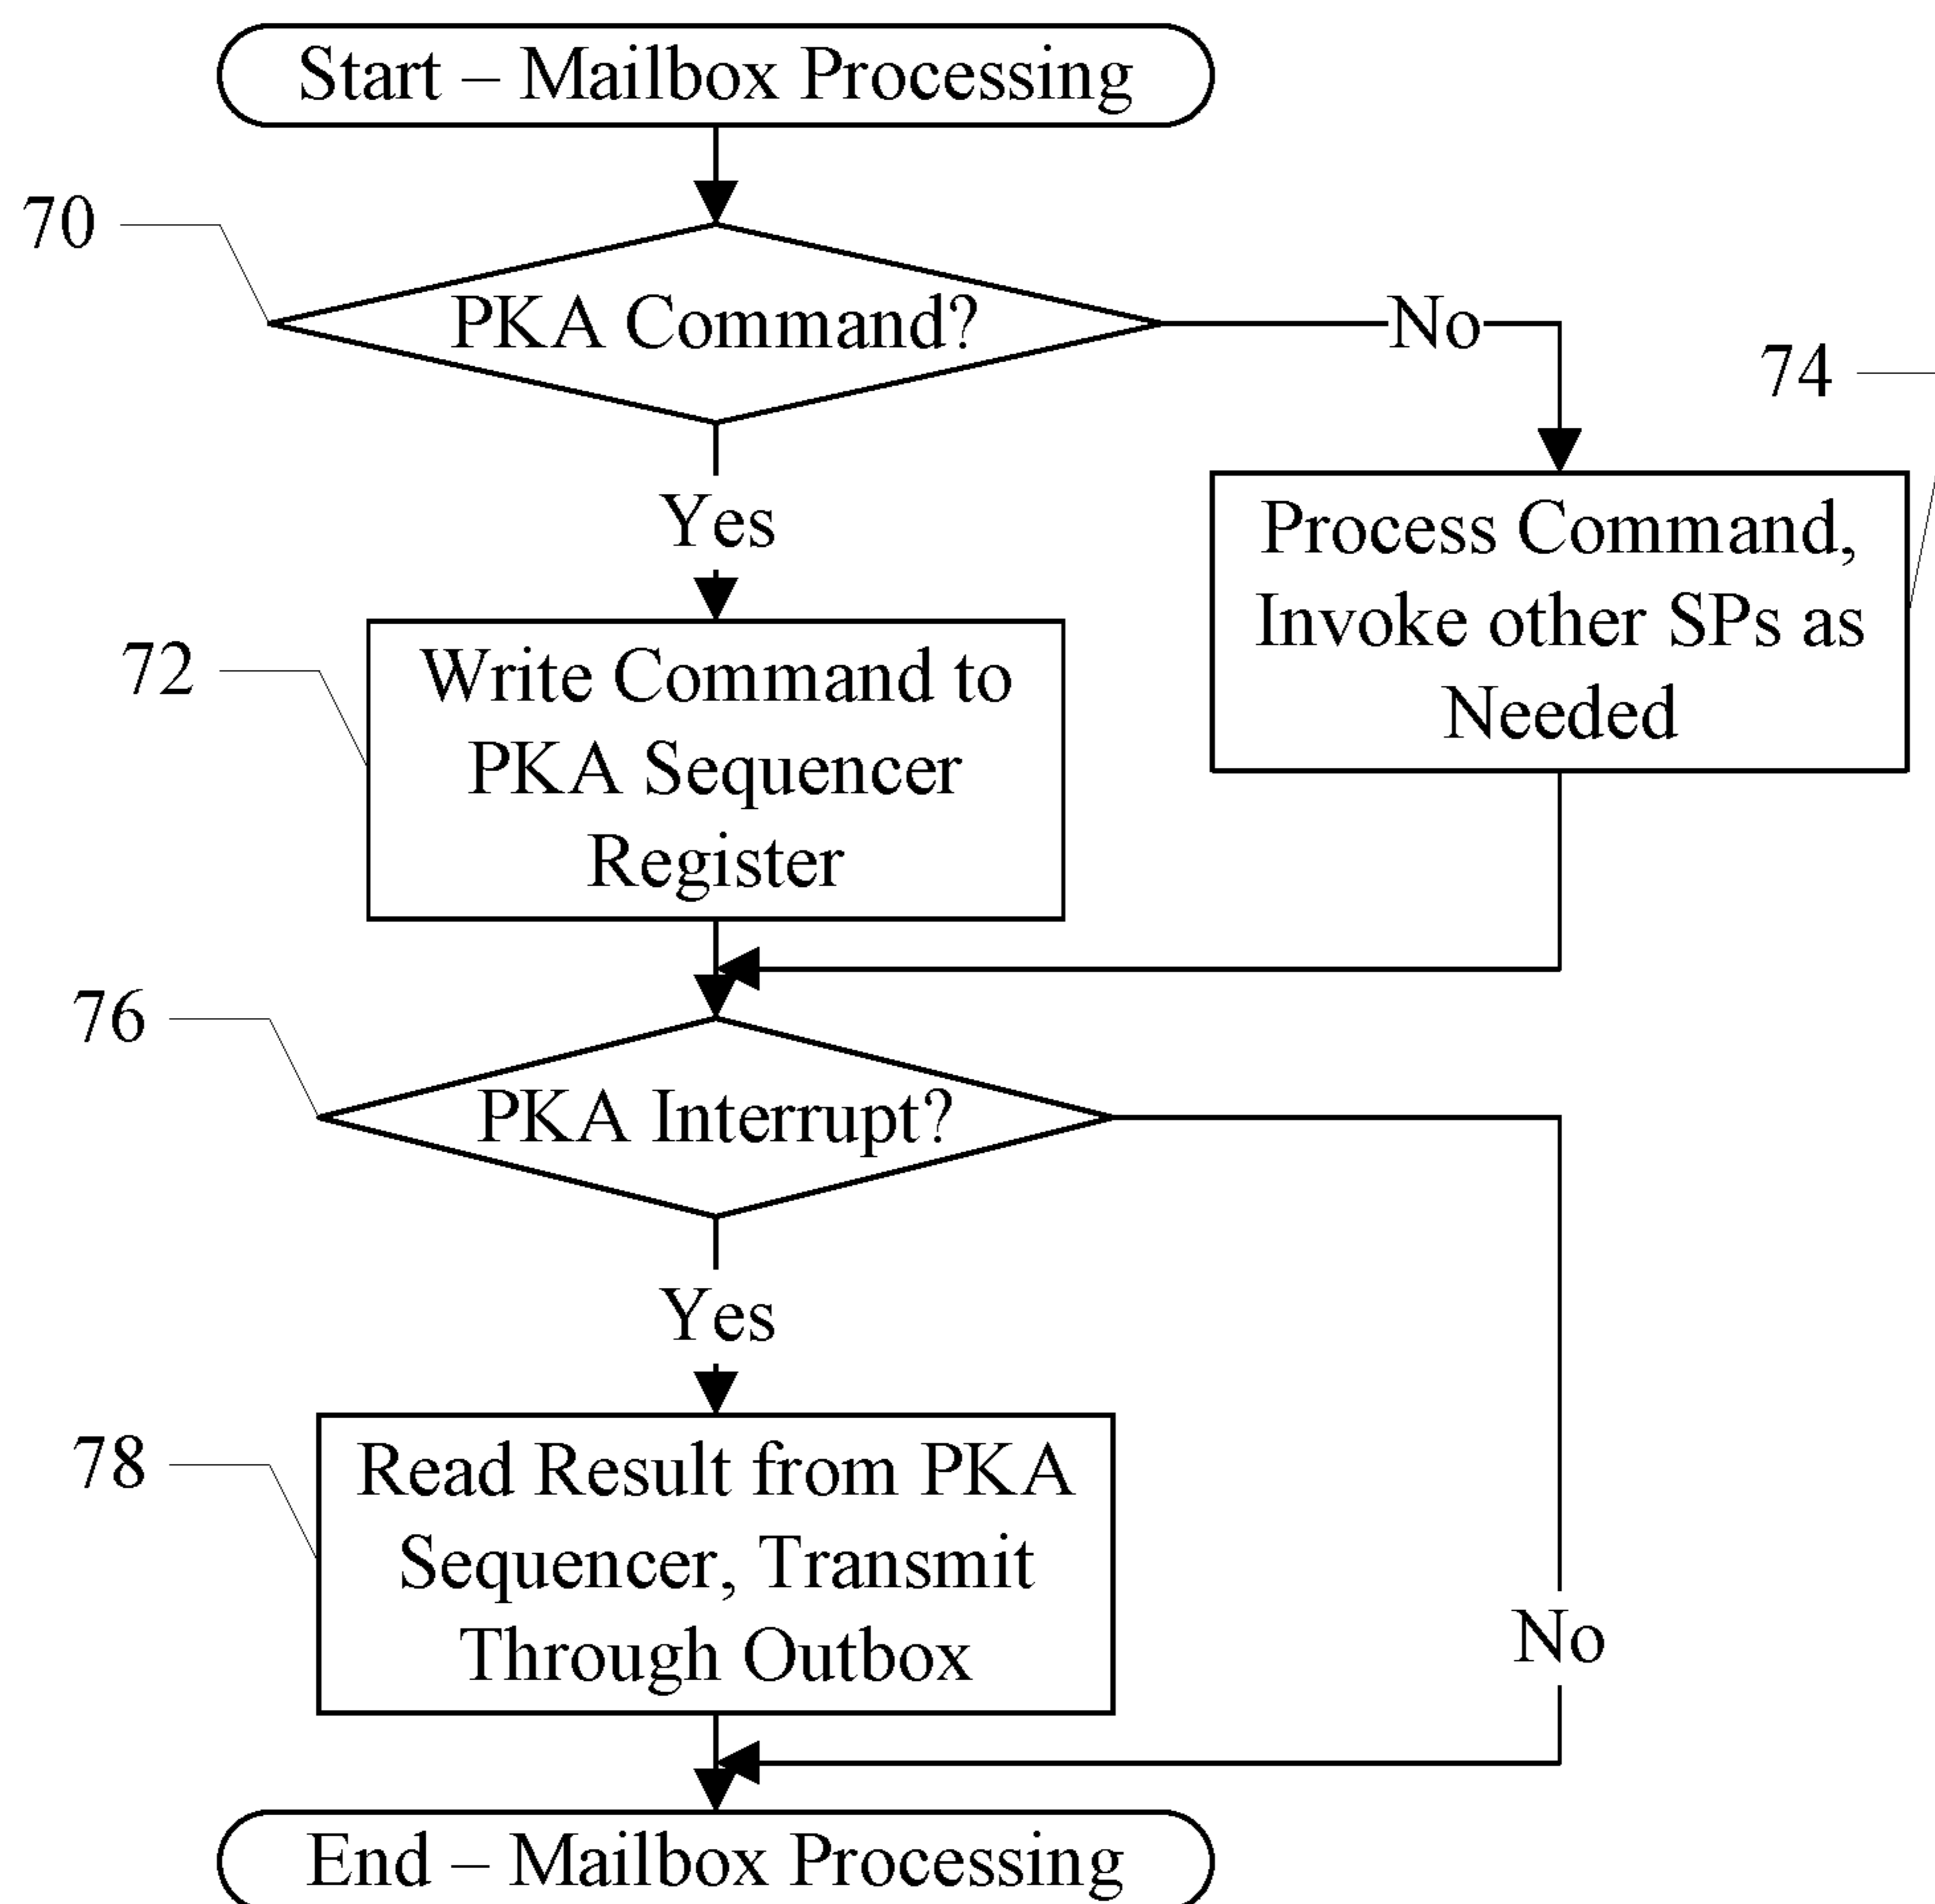 Start – Mailbox Processing
70
PKA Command?
No
74
Yes
Process Command,
Invoke other SPs as
Needed
72
Write Command to
PKA Sequencer
Register
76
PKA Interrupt?
Yes
78
Read Result from PKA
Sequencer, Transmit
Through Outbox
No
End – Mailbox Processing